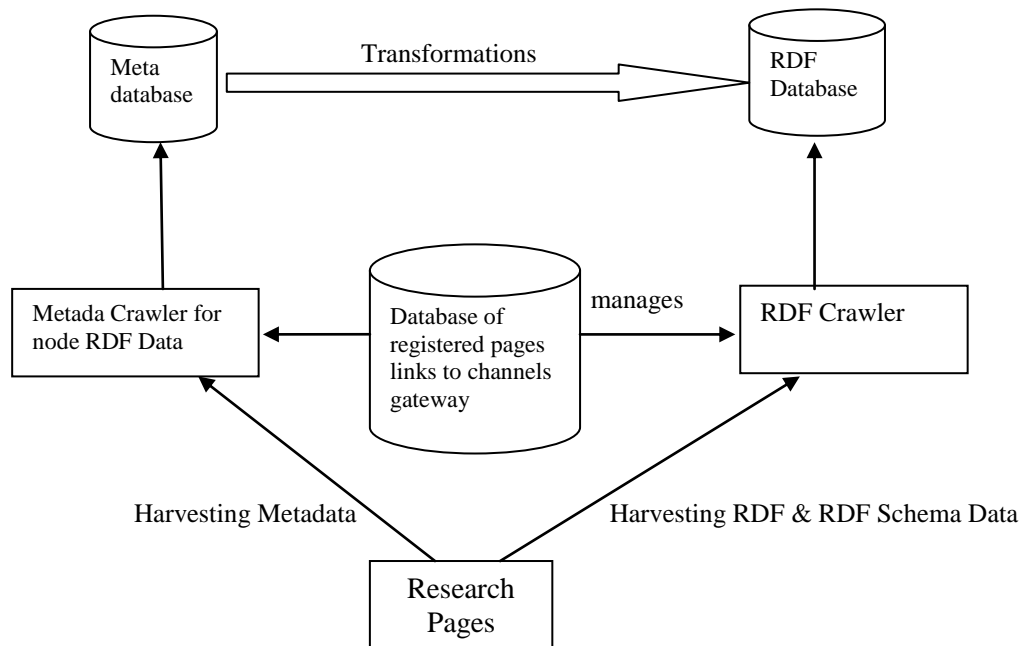 Transformations
Meta
database
RDF
Database
Metada Crawler for
node RDF Data
Database of
registered pages
links to channels
gateway
manages
RDF Crawler
Harvesting Metadata
Harvesting RDF & RDF Schema Data
Research
Pages